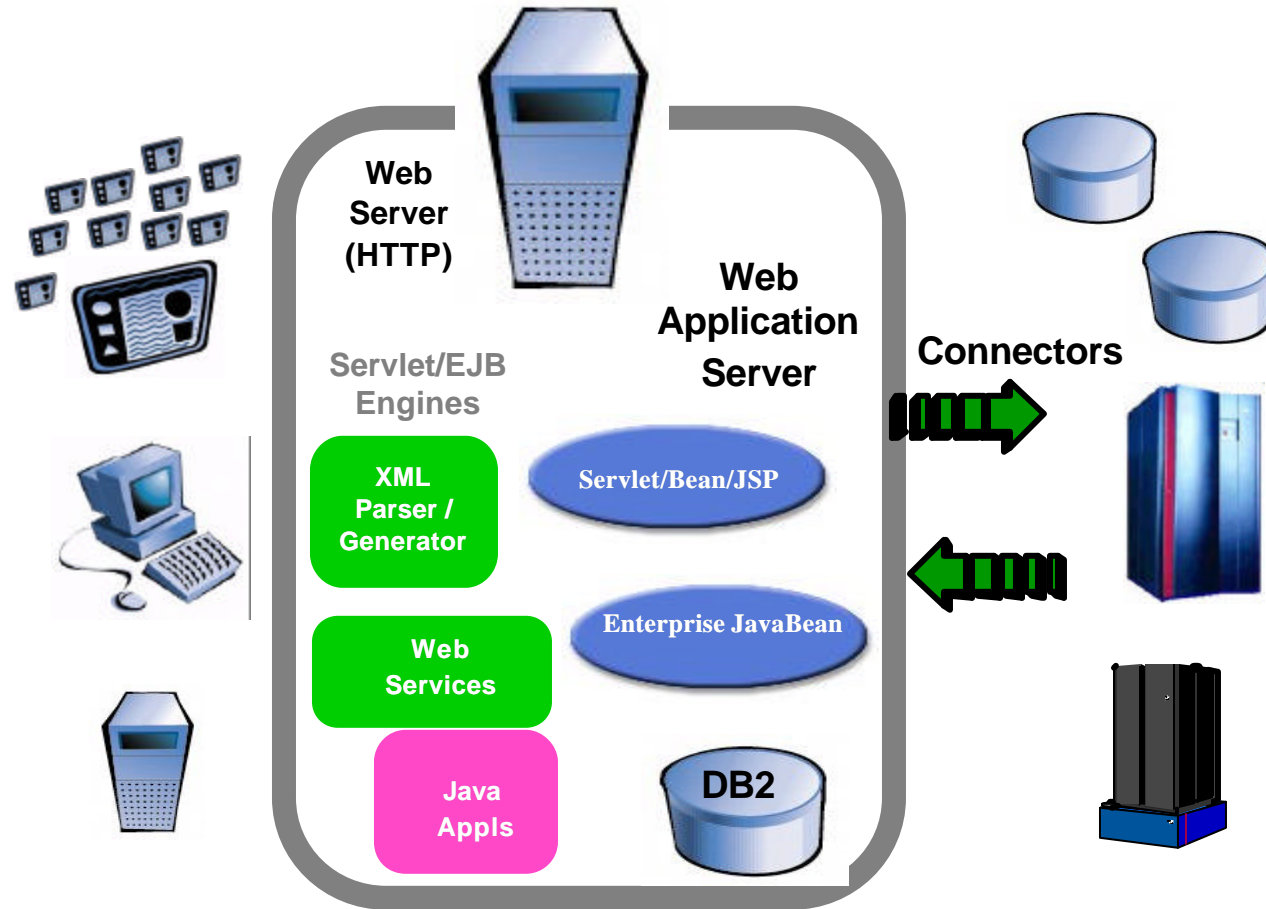 Web
Server
(HTTP)
Web
Application
Server
Connectors
Servlet/EJB
Engines
XML
Parser /
Generator
Servlet/Bean/JSP
Enterprise JavaBean
Web
Services
Java
Appls
DB2